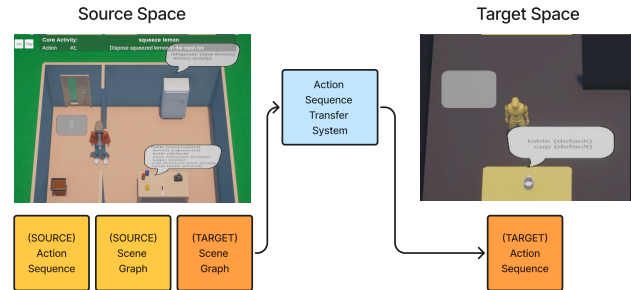 Source Space
Target Space
Core Activity: squeeze lemon
Action #1: Dispose squeezed lemon in the trash bin
table (default)
cup (default)
Action
Sequence
Transfer
System
(SOURCE)
Action
Sequence
(SOURCE)
Scene
Graph
(TARGET)
Scene
Graph
(TARGET)
Action
Sequence